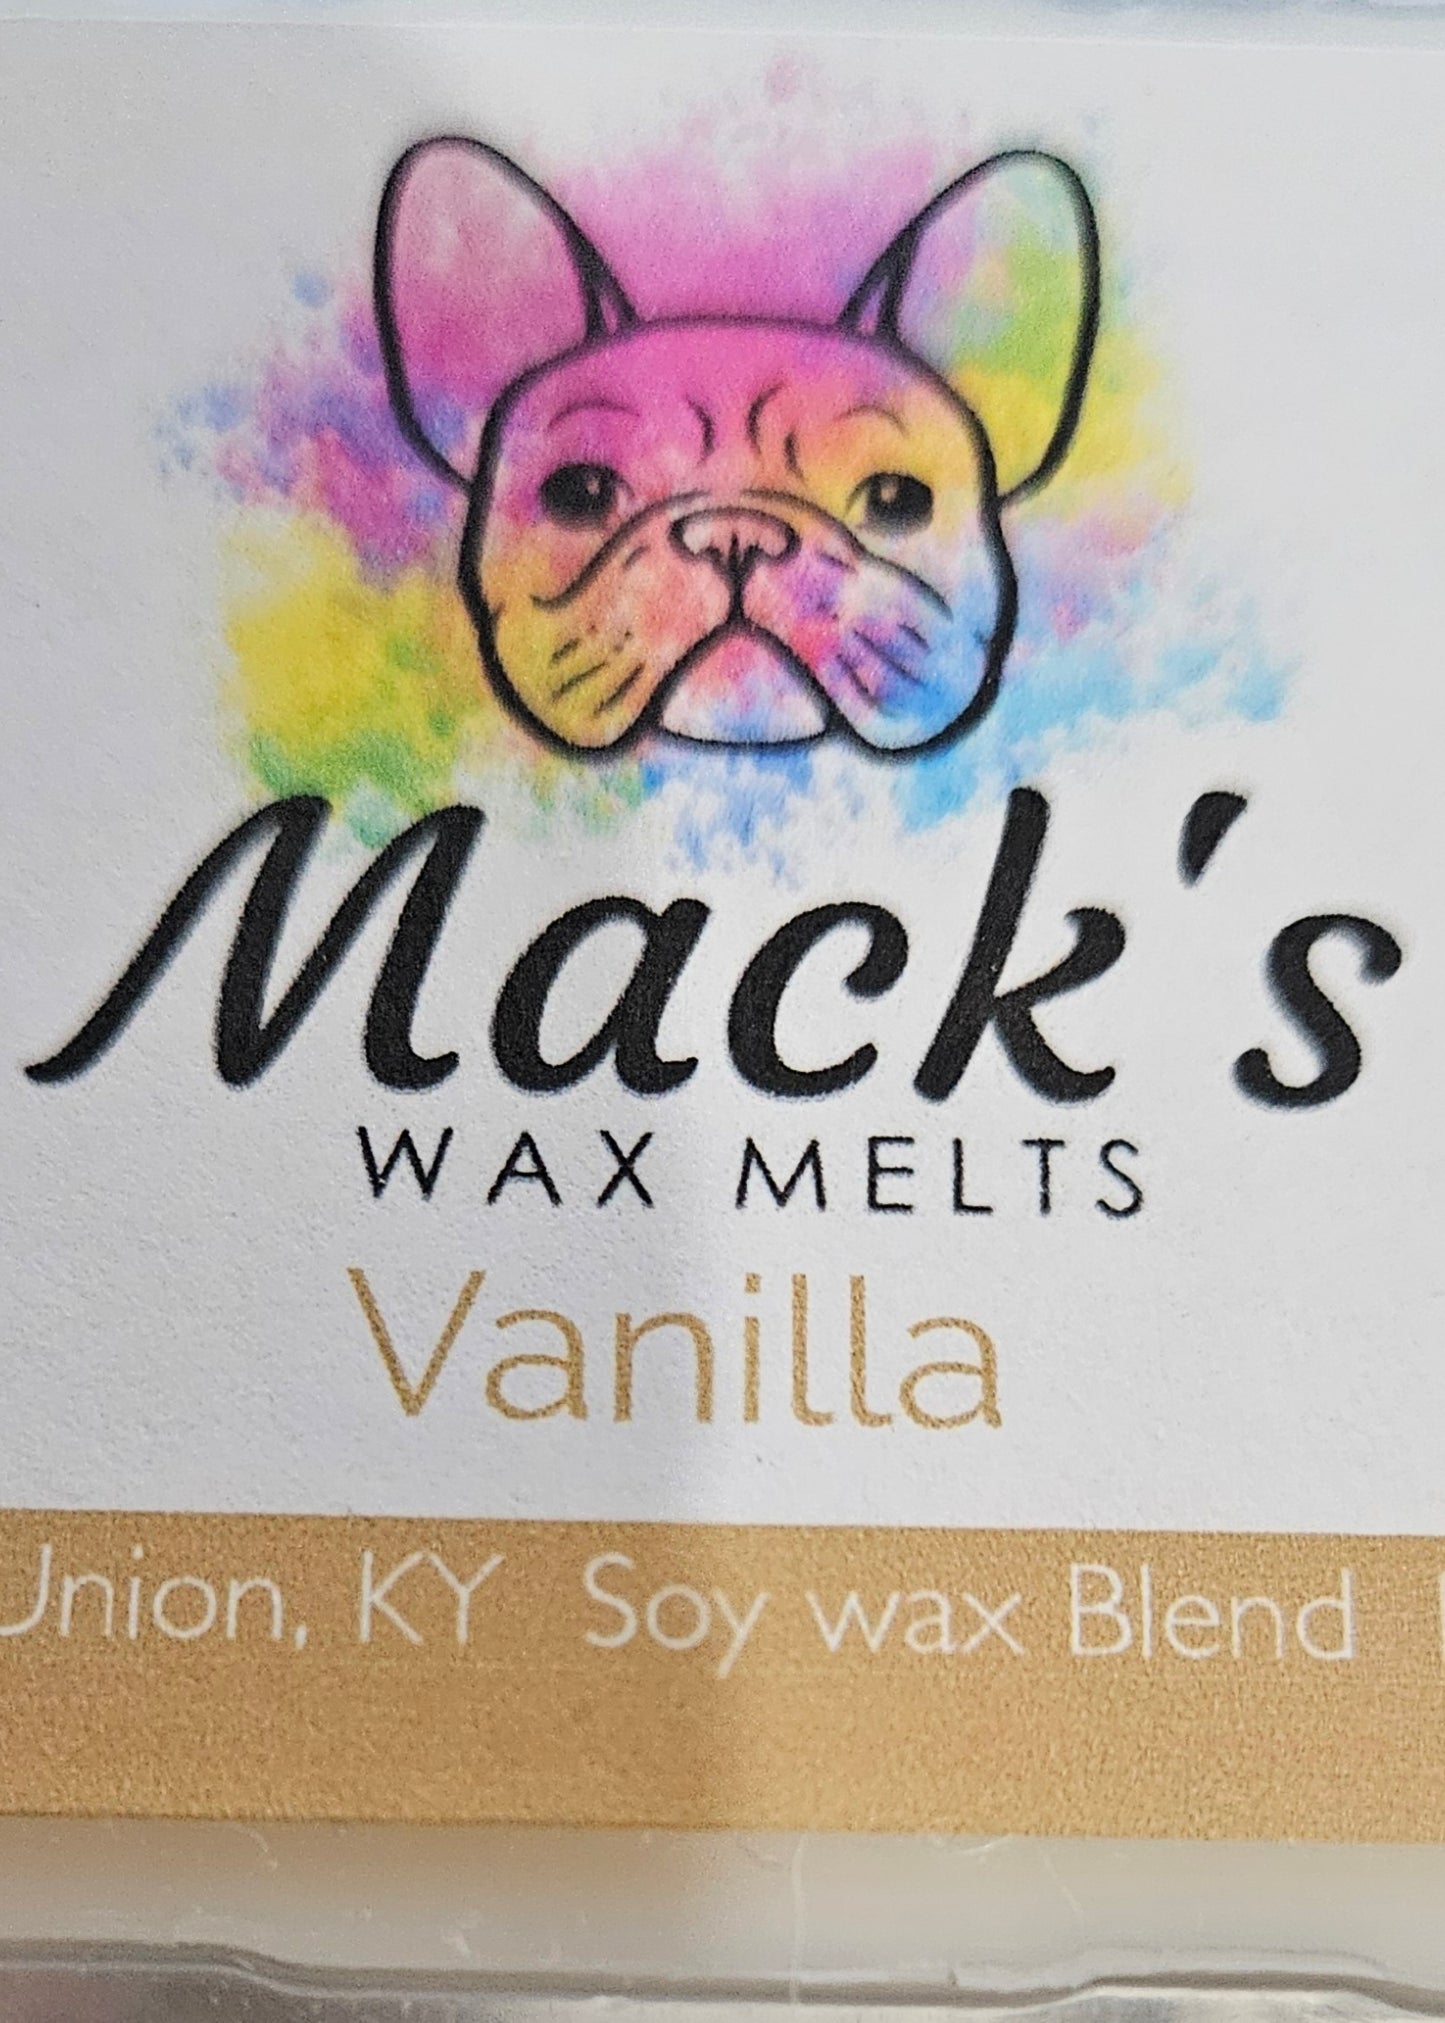 Mack's
WAX MELTS
Vanilla
Union, KY Soy wax Blend